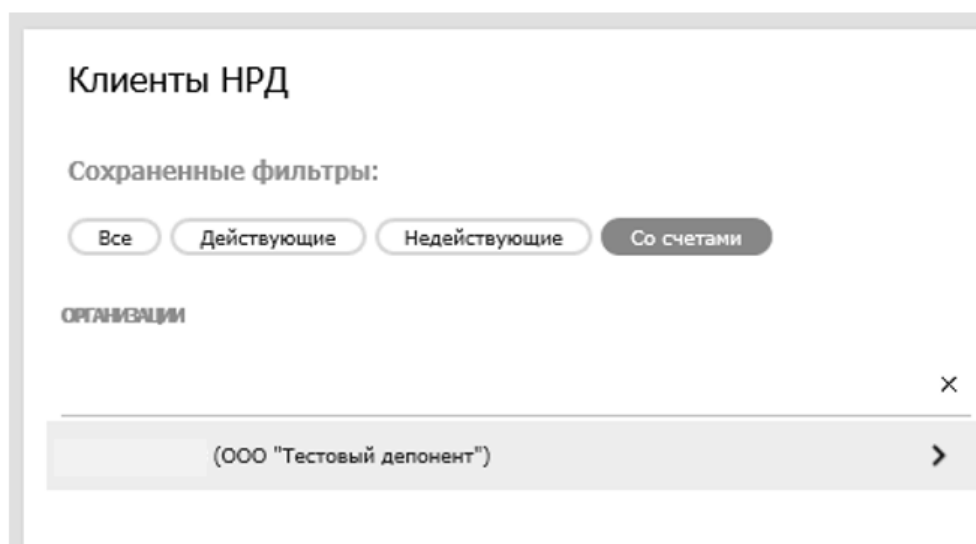 Клиенты НРД
Сохраненные фильтры:
Все Действующие Недействующие Со счетами
ОРГАНИЗАЦИИ
(ООО "Тестовый депонент")